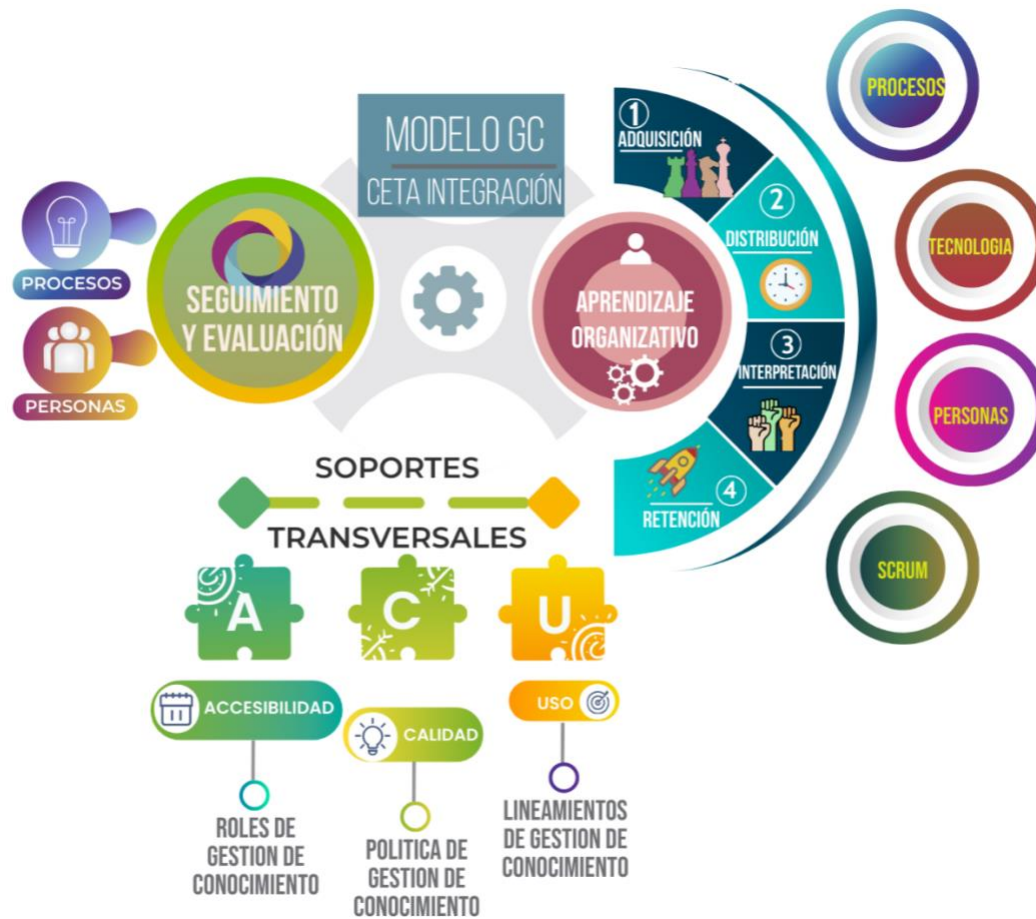 MODELO GC
CETA INTEGRACIÓN
PROCESOS
PERSONAS
SEGUIMIENTO
Y EVALUACIÓN
APRENDIZAJE
ORGANIZATIVO
1
ADQUISICIÓN
2
DISTRIBUCIÓN
3
INTERPRETACIÓN
4
RETENCIÓN
PROCESOS
TECNOLOGIA
PERSONAS
SCRUM
SOPORTES
TRANSVERSALES
A
C
U
ACCESIBILIDAD
CALIDAD
USO
ROLES DE
GESTION DE
CONOCIMIENTO
POLITICA DE
GESTION DE
CONOCIMIENTO
LINEAMIENTOS
DE GESTION DE
CONOCIMIENTO